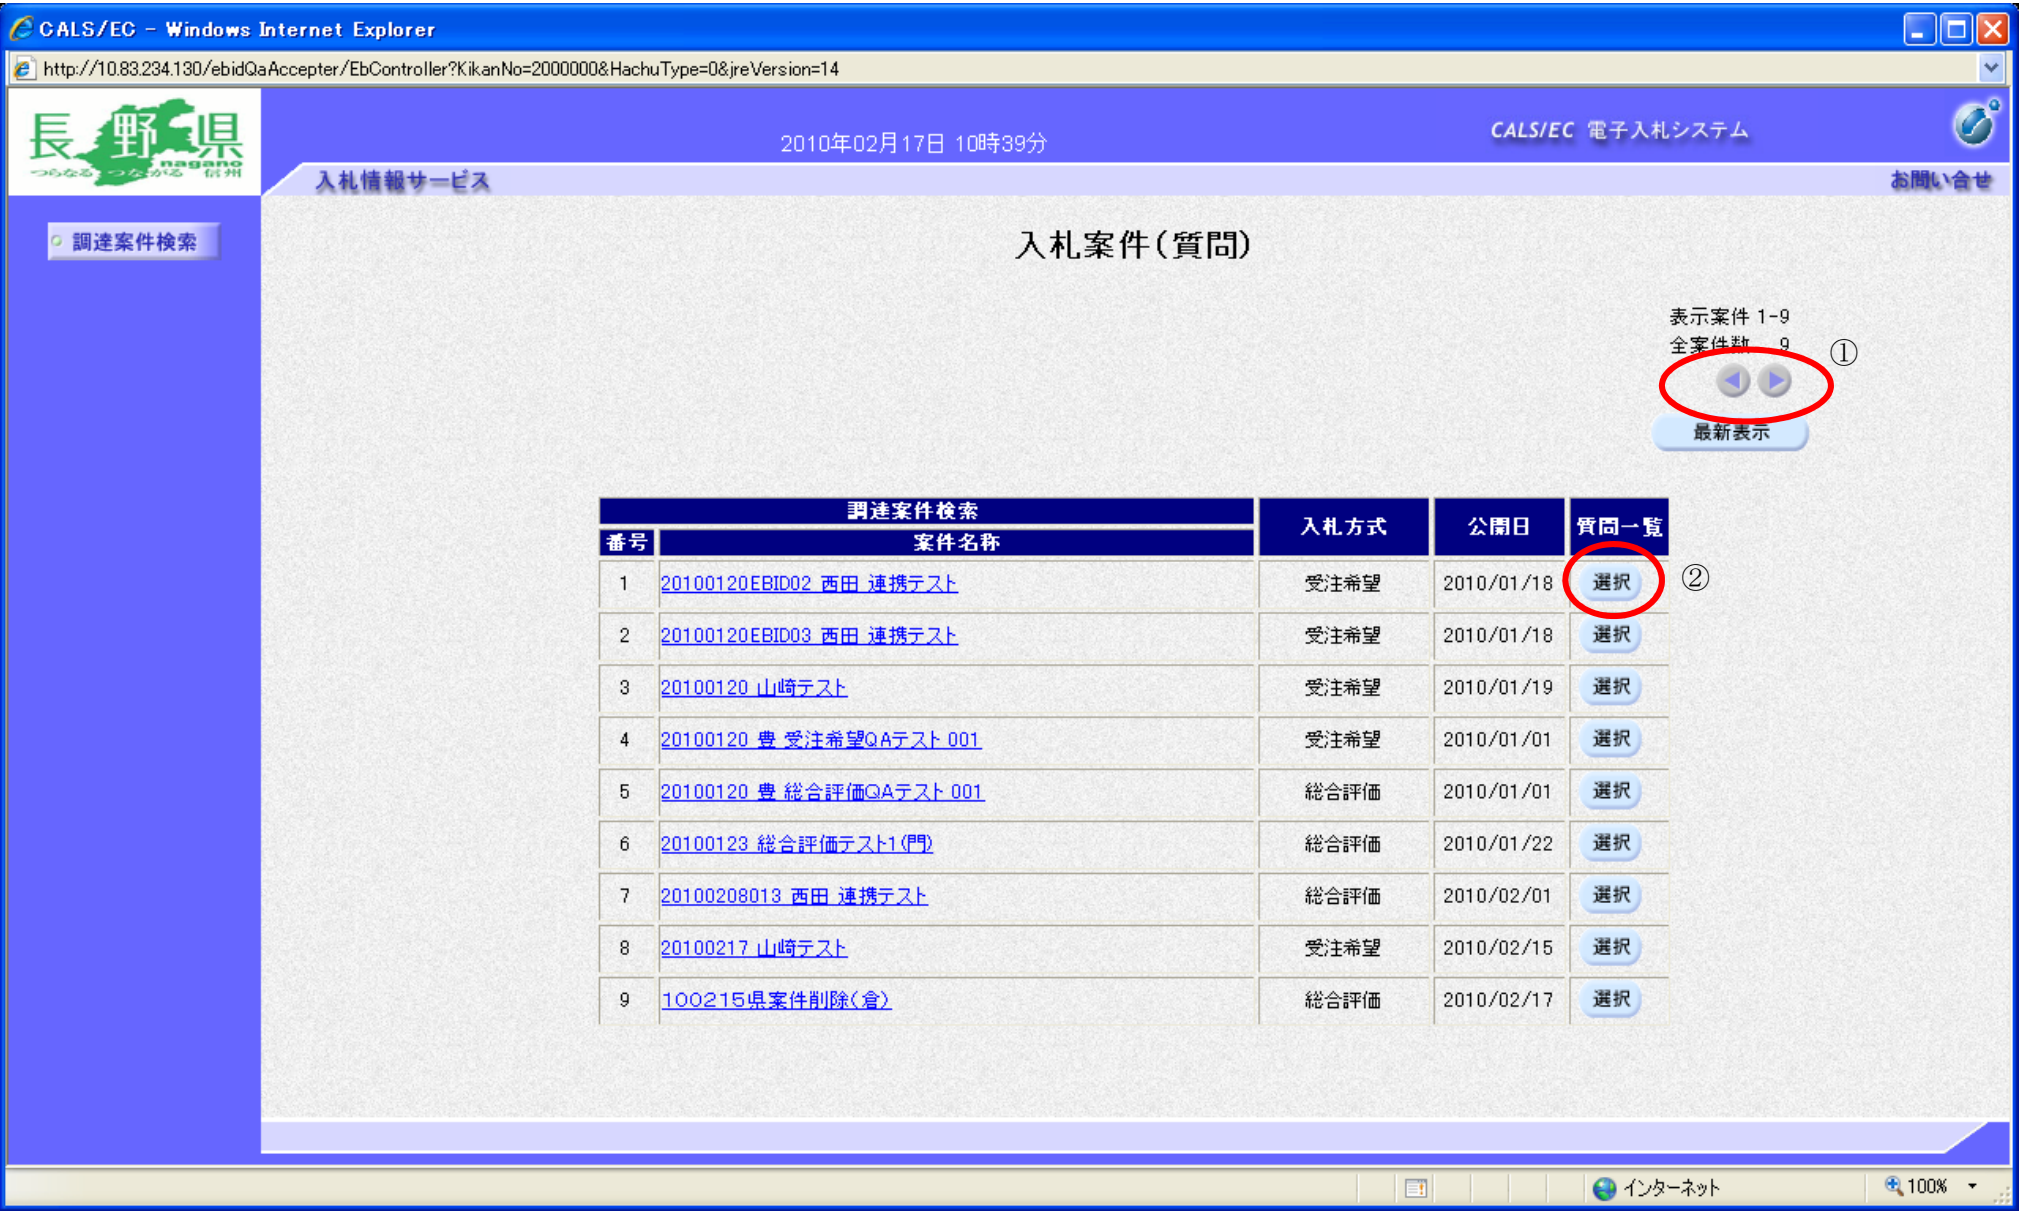 CALS/EC - Windows Internet Explorer
http://10.83.234.130/ebidQaAccepter/EbController?KikanNo=2000000&HachuType=0&jreVersion=14
長野県
nagano
つらなる つながる 信州
2010年02月17日 10時39分
CALS/EC 電子入札システム
入札情報サービス
お問い合せ
調達案件検索
入札案件(質問)
表示案件 1-9
全案件数 9
①
最新表示
調達案件検索 入札方式 公開日 質問一覧
番号 案件名称
1 20100120EBID02 西田 連携テスト 受注希望 2010/01/18 選択 ②
2 20100120EBID03 西田 連携テスト 受注希望 2010/01/18 選択
3 20100120 山崎テスト 受注希望 2010/01/19 選択
4 20100120 豊 受注希望QAテスト 001 受注希望 2010/01/01 選択
5 20100120 豊 総合評価QAテスト 001 総合評価 2010/01/01 選択
6 20100123 総合評価テスト1(門) 総合評価 2010/01/22 選択
7 20100208013 西田 連携テスト 総合評価 2010/02/01 選択
8 20100217 山崎テスト 受注希望 2010/02/15 選択
9 100215県案件削除(倉) 総合評価 2010/02/17 選択
インターネット
100%